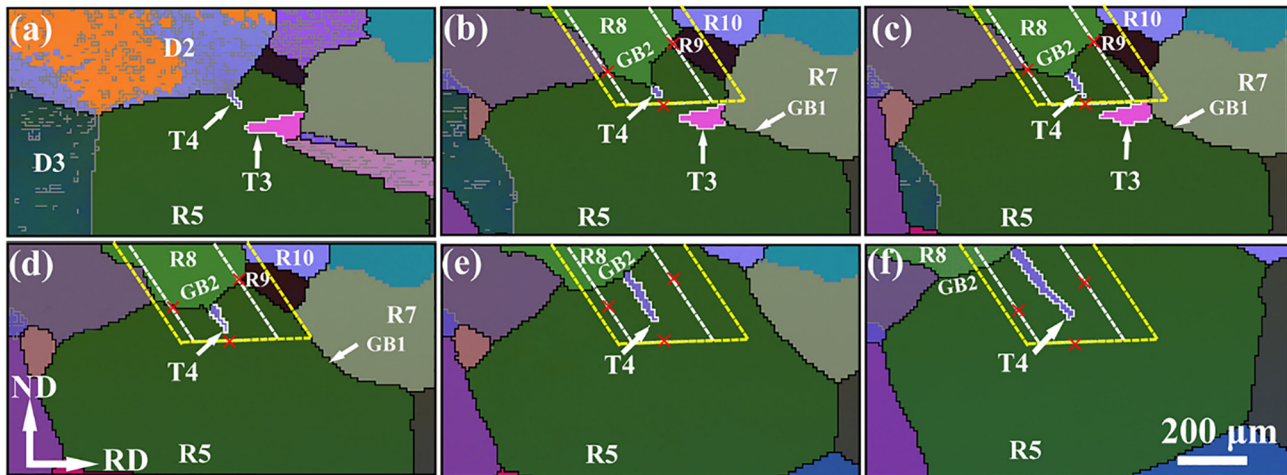 (a)
D2
D3
T4
T3
R5
(b)
R8
R10
GB2
R9
R7
GB1
T4
T3
R5
(c)
R8
R10
GB2
R9
R7
GB1
T4
T3
R5
(d)
R8
R10
GB2
R9
R7
GB1
T4
ND
RD
R5
(e)
R8
GB2
T4
R5
(f)
R8
GB2
T4
R5
200 μm